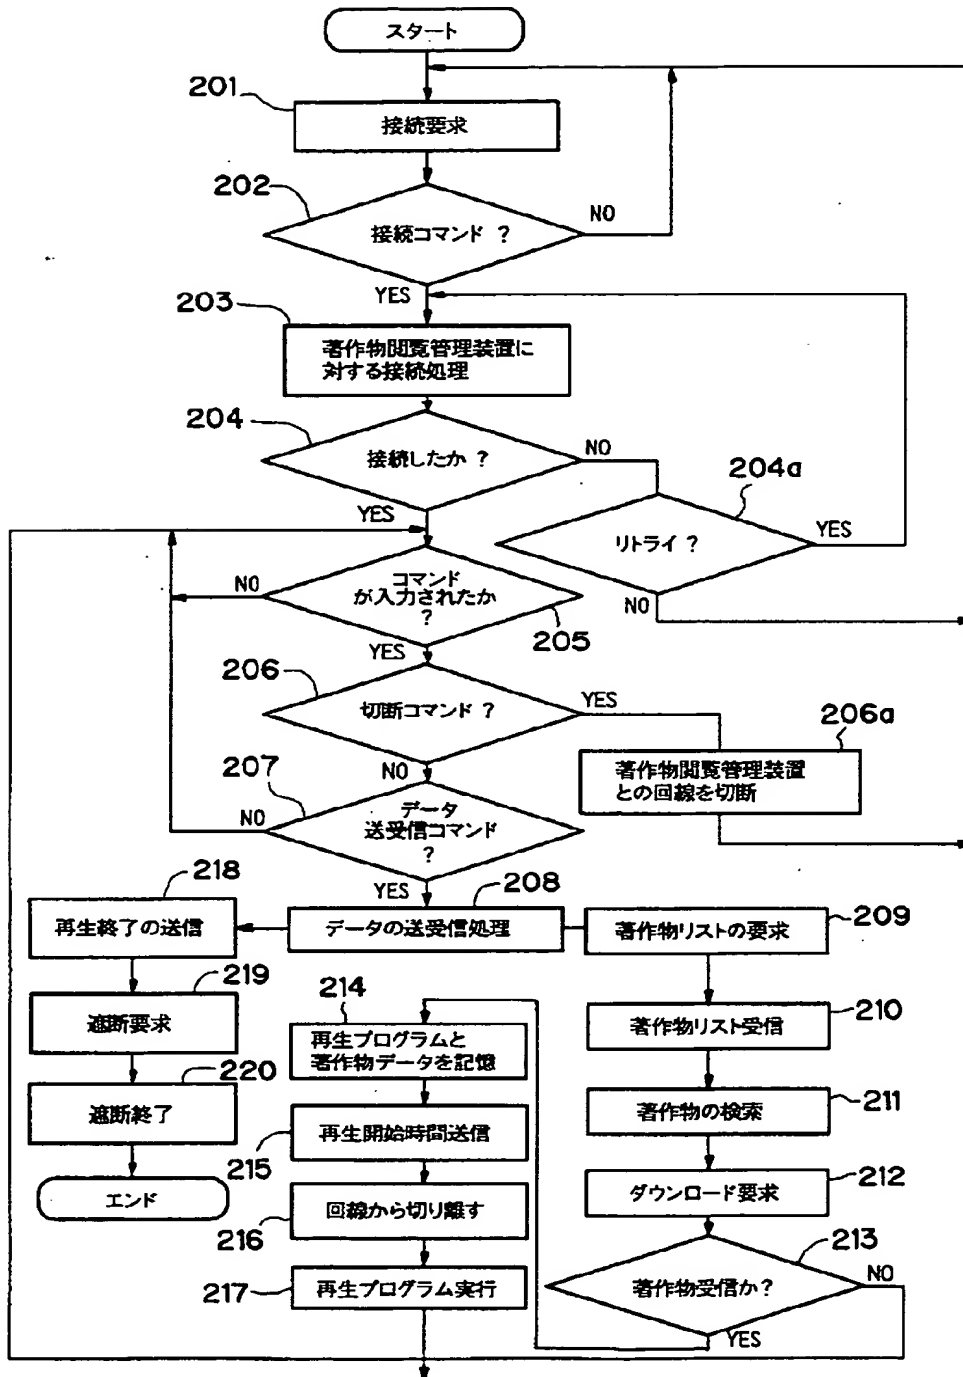 スタート
201
接続要求
202
接続コマンド ?
NO
YES
203
著作物閲覧管理装置に
対する接続処理
204
接続したか ?
NO
204a
YES
リトライ ?
YES
NO
コマンド
が入力されたか
?
NO
205
YES
206
切断コマンド ?
YES
206a
著作物閲覧管理装置
との回線を切断
NO
207
データ
送受信コマンド
?
NO
YES
208
データの送受信処理
218
再生終了の送信
219
遮断要求
220
遮断終了
エンド
209
著作物リストの要求
210
著作物リスト受信
211
著作物の検索
212
ダウンロード要求
213
著作物受信か?
NO
YES
214
再生プログラムと
著作物データを記憶
215
再生開始時間送信
216
回線から切り離す
217
再生プログラム実行